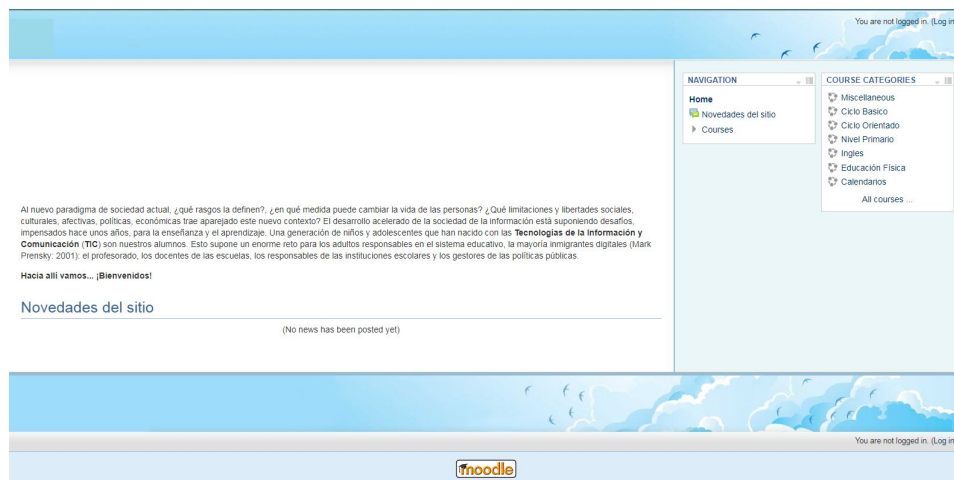 You are not logged in. (Log in
NAVIGATION
Home
Novedades del sitio
Courses
COURSE CATEGORIES
Miscellaneous
Ciclo Basico
Ciclo Orientado
Nivel Primario
Ingles
Educación Física
Calendarios
All courses ...
Al nuevo paradigma de sociedad actual, ¿qué rasgos la definen?, ¿en qué medida puede cambiar la vida de las personas? ¿Qué limitaciones y libertades sociales,
culturales, afectivas, políticas, económicas trae aparejado este nuevo contexto? El desarrollo acelerado de la sociedad de la información está suponiendo desafíos,
impensados hace unos años, para la enseñanza y el aprendizaje. Una generación de niños y adolescentes que han nacido con las Tecnologías de la Información y
Comunicación (TIC) son nuestros alumnos. Esto supone un enorme reto para los adultos responsables en el sistema educativo, la mayoría inmigrantes digitales (Mark
Prensky: 2001): el profesorado, los docentes de las escuelas, los responsables de las instituciones escolares y los gestores de las políticas públicas.
Hacia allí vamos... ¡Bienvenidos!
Novedades del sitio
(No news has been posted yet)
You are not logged in. (Log in
moodle